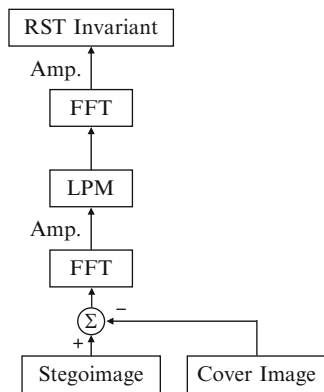 RST Invariant
Amp.
FFT
LPM
Amp.
FFT
Σ
−
+
Stegoimage
Cover Image